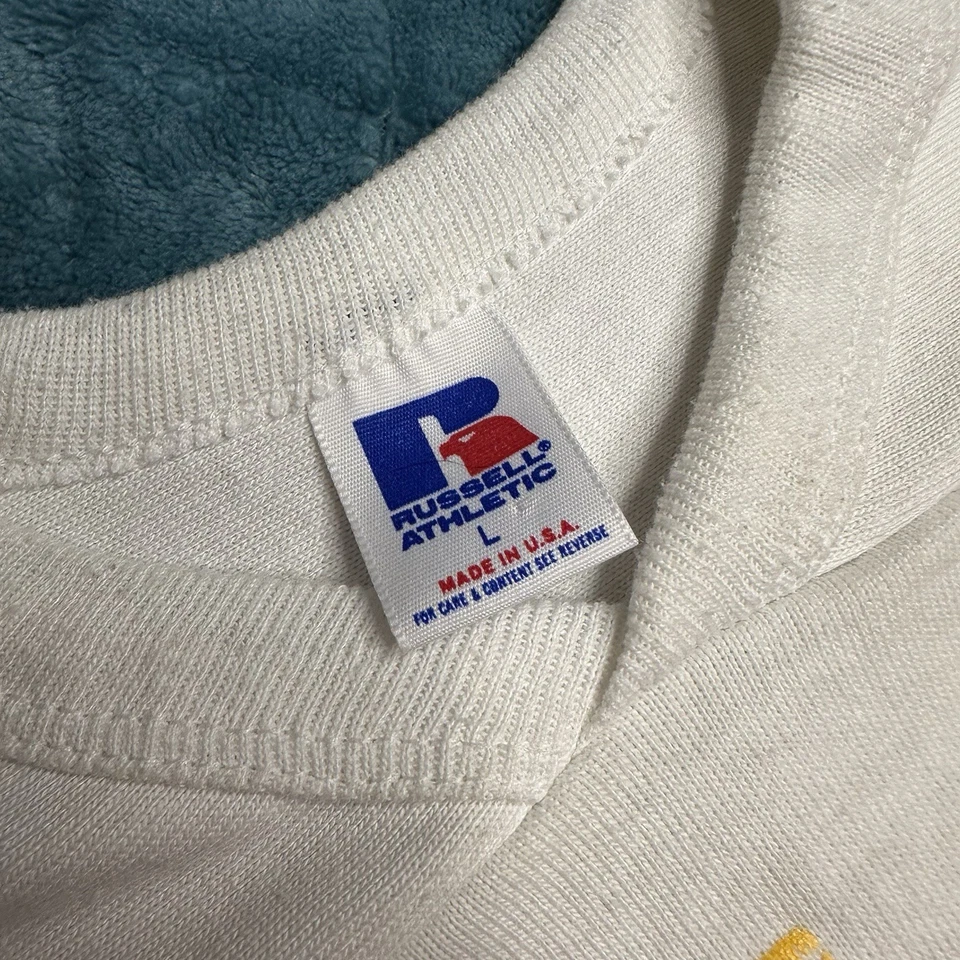 RUSSELL®
ATHLETIC
L
MADE IN U.S.A.
FOR CARE & CONTENT SEE REVERSE